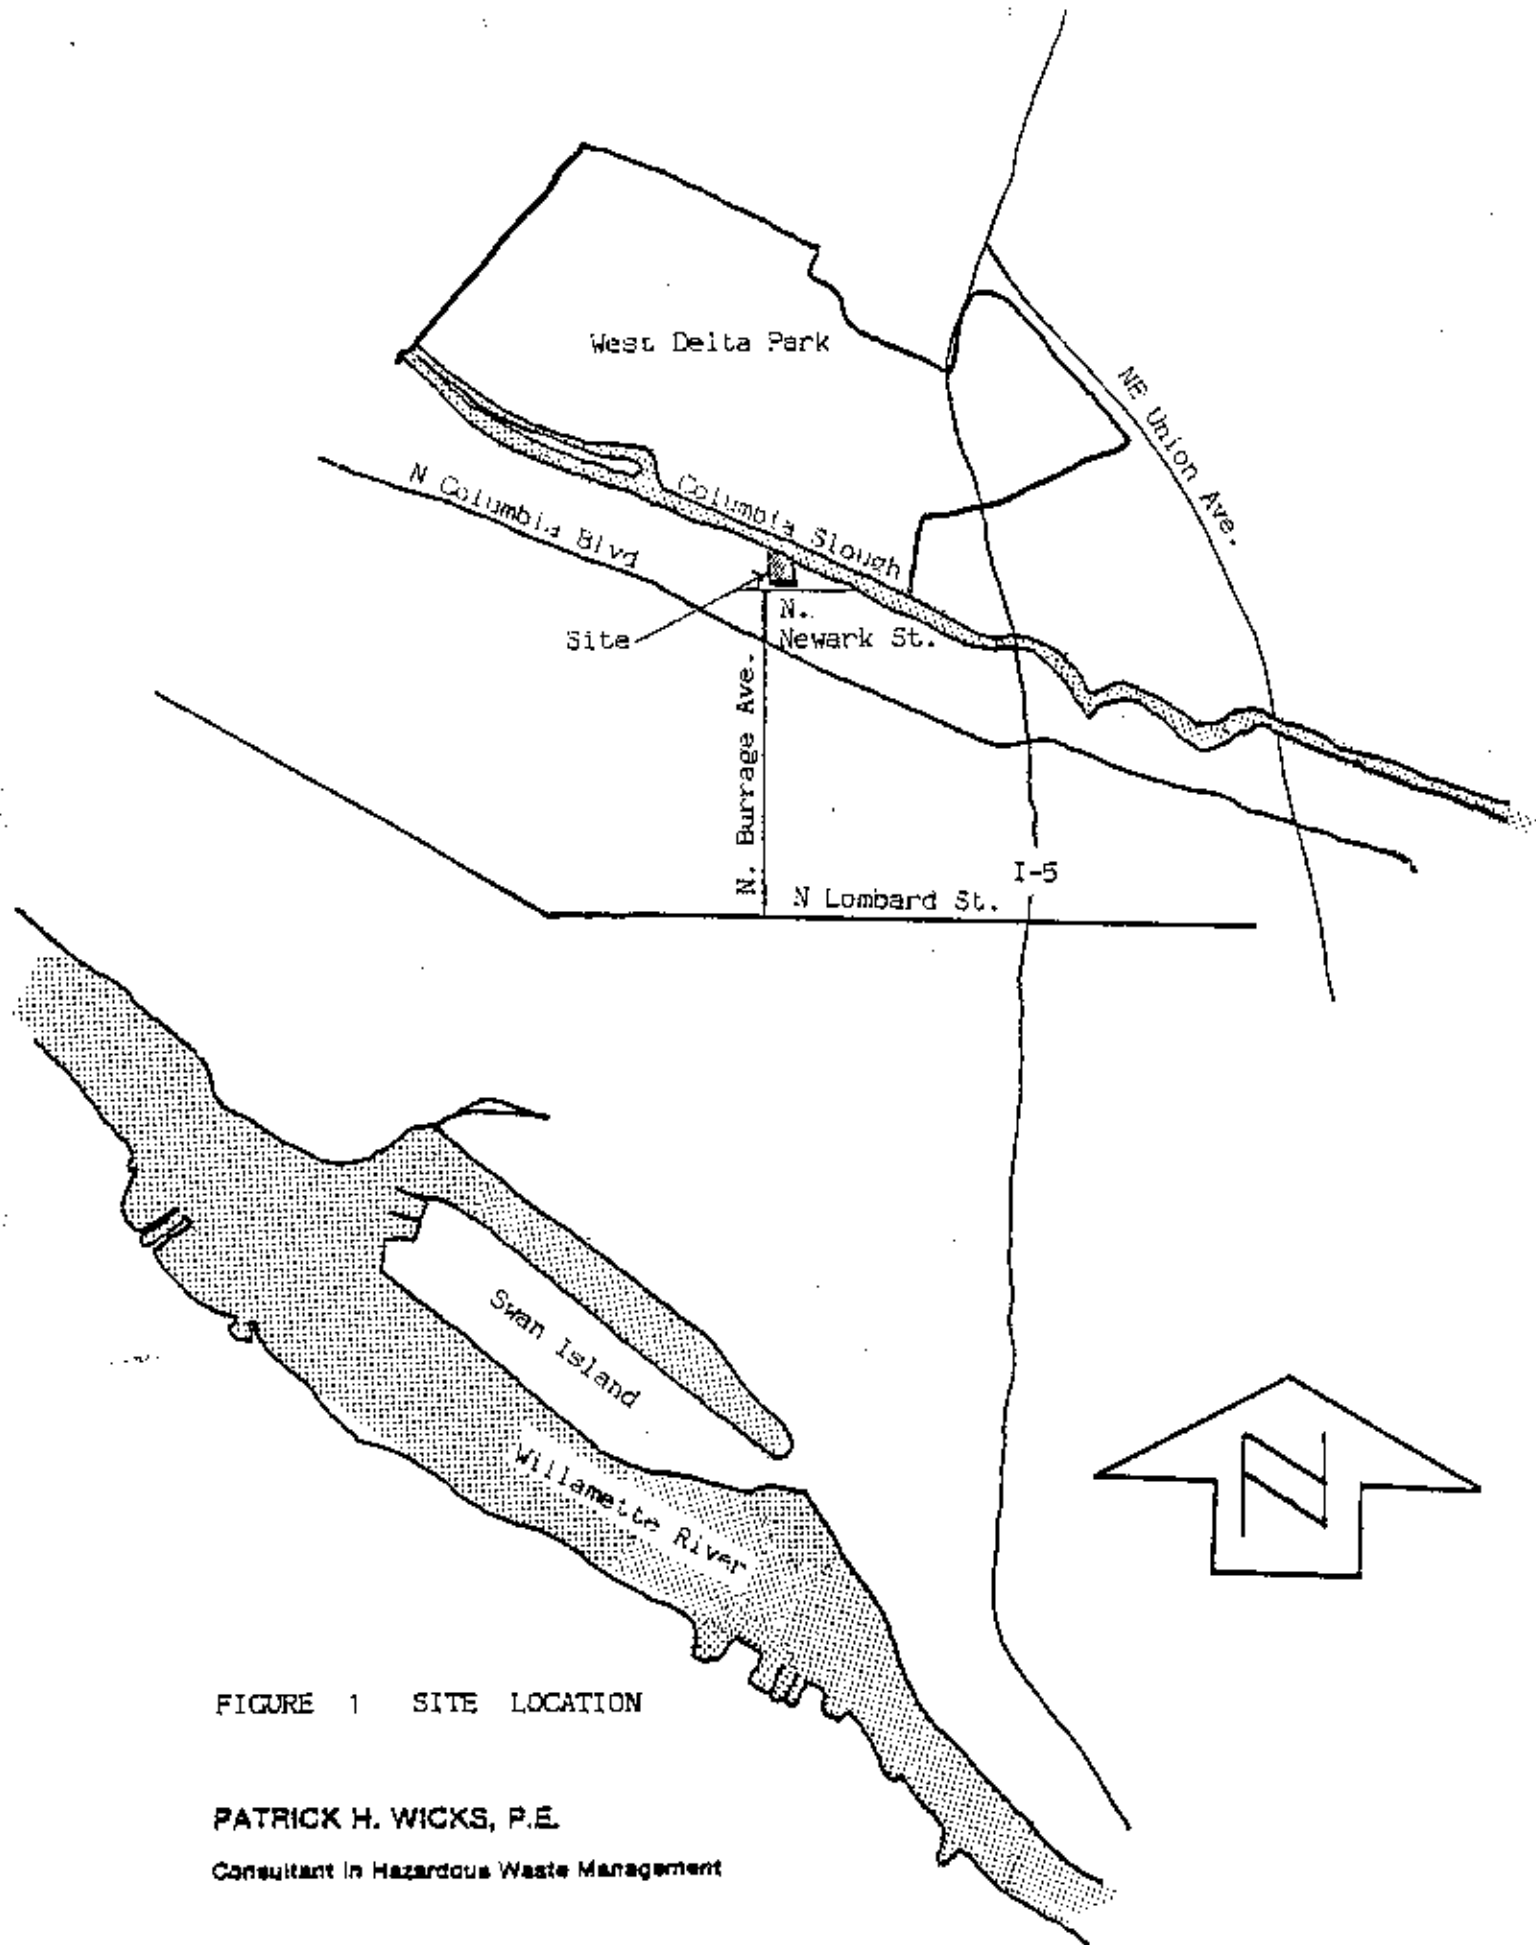 West Delta Park
NE Union Ave.
Columbia Slough
N Columbia Blvd
Site
N.
Newark St.
N. Burrage Ave.
I-5
N Lombard St.
Swan Island
Willamette River
N
FIGURE 1 SITE LOCATION
PATRICK H. WICKS, P.E.
Consultant in Hazardous Waste Management